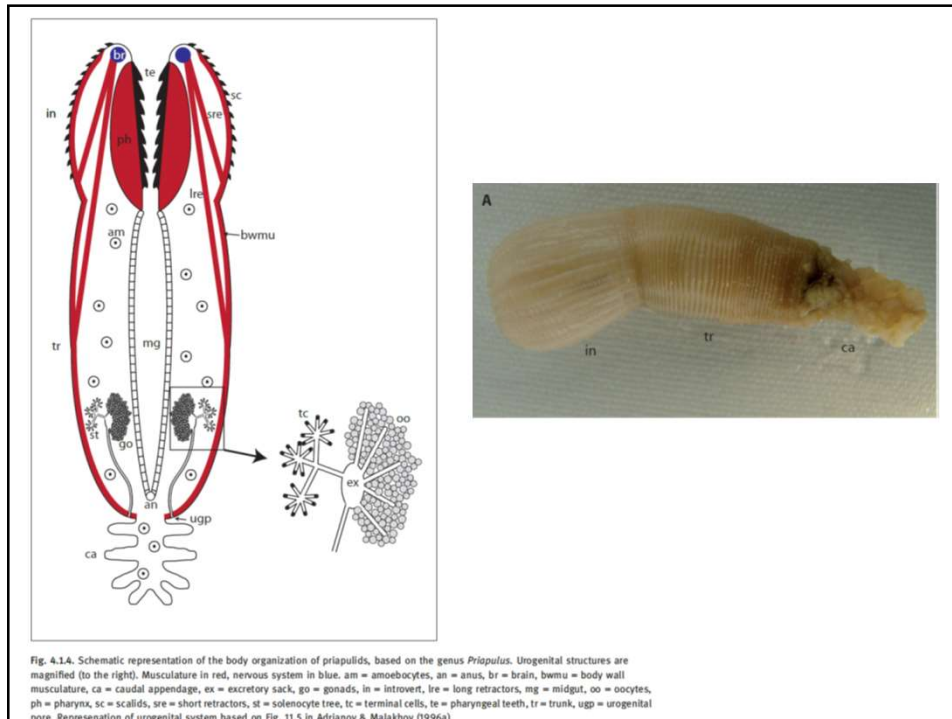 br
te
sc
in
sre
ph
lre
am
bwmu
tr
mg
tc
oo
st
go
ex
an
ugp
ca
A
in
tr
ca
Fig. 4.1.4. Schematic representation of the body organization of priapulids, based on the genus Priapulus. Urogenital structures are
magnified (to the right). Musculature in red, nervous system in blue. am = amoebocytes, an = anus, br = brain, bwmu = body wall
musculature, ca = caudal appendage, ex = excretory sack, go = gonads, in = introvert, lre = long retractors, mg = midgut, oo = oocytes,
ph = pharynx, sc = scalids, sre = short retractors, st = solenocyte tree, tc = terminal cells, te = pharyngeal teeth, tr = trunk, ugp = urogenital
pore. Represenation of urogenital system based on Fig. 11.5 in Adrianov & Malakhov (1996a)